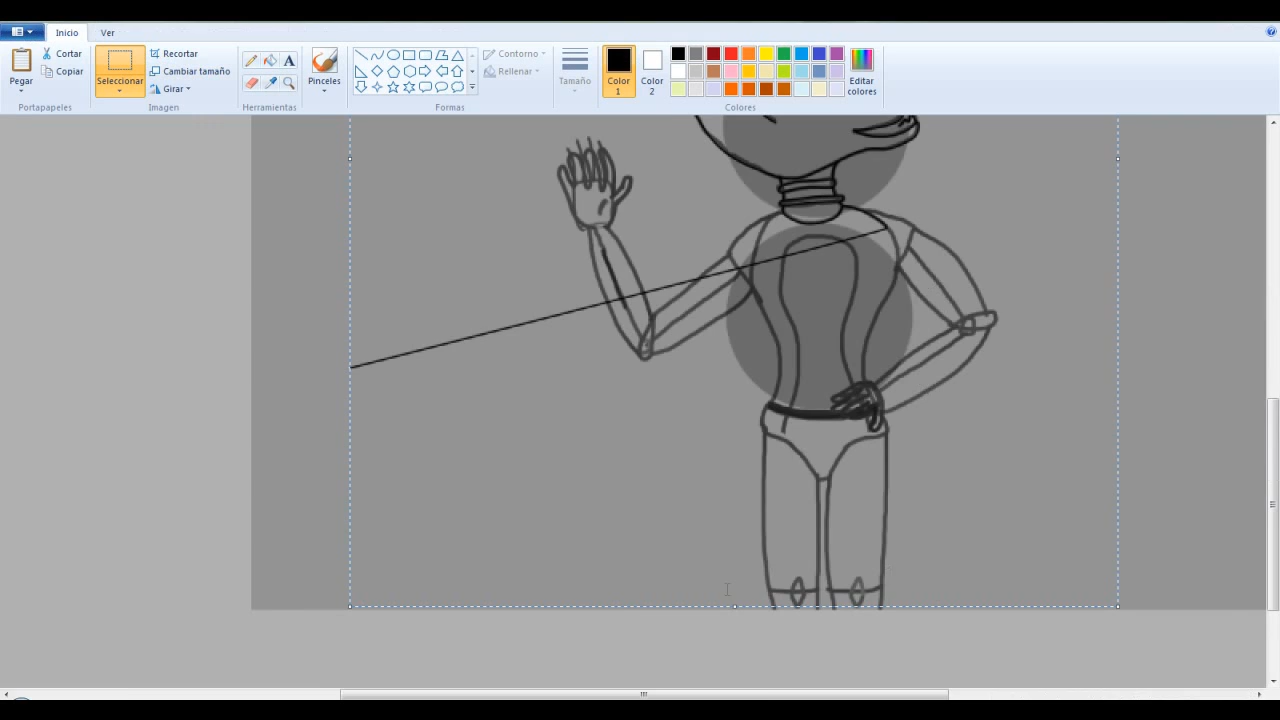 Inicio Ver
Pegar
Cortar
Copiar
Portapapeles
Seleccionar
Recortar
Cambiar tamaño
Girar
Imagen
A
Herramientas
Pinceles
Contorno
Rellenar
Formas
Tamaño
Color
1
Color
2
Editar
colores
Colores